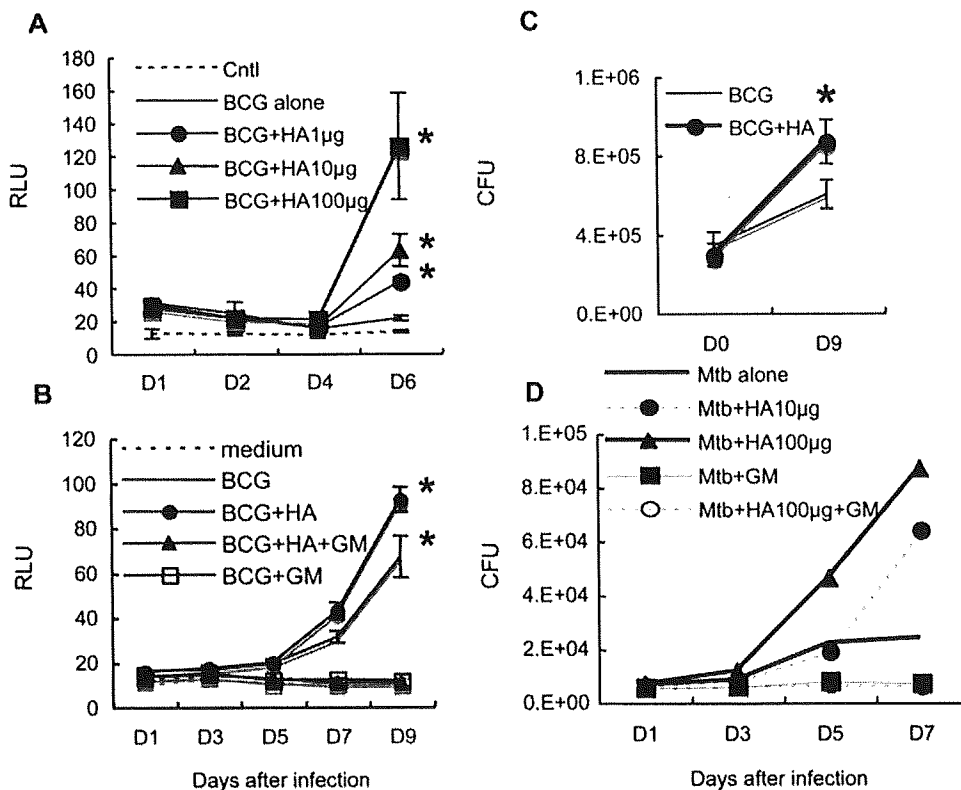 A
180
160
140
120
100
80
60
40
20
0
RLU
Cntl
BCG alone
BCG+HA1µg
BCG+HA10µg
BCG+HA100µg
*
*
*
D1 D2 D4 D6
C
1.E+06
8.E+05
4.E+05
0.E+00
CFU
BCG
BCG+HA
*
D0 D9
B
120
100
80
60
40
20
0
RLU
medium
BCG
BCG+HA
BCG+HA+GM
BCG+GM
*
*
D1 D3 D5 D7 D9
Days after infection
D
1.E+05
8.E+04
6.E+04
4.E+04
2.E+04
0.E+00
CFU
Mtb alone
Mtb+HA10µg
Mtb+HA100µg
Mtb+GM
Mtb+HA100µg+GM
D1 D3 D5 D7
Days after infection